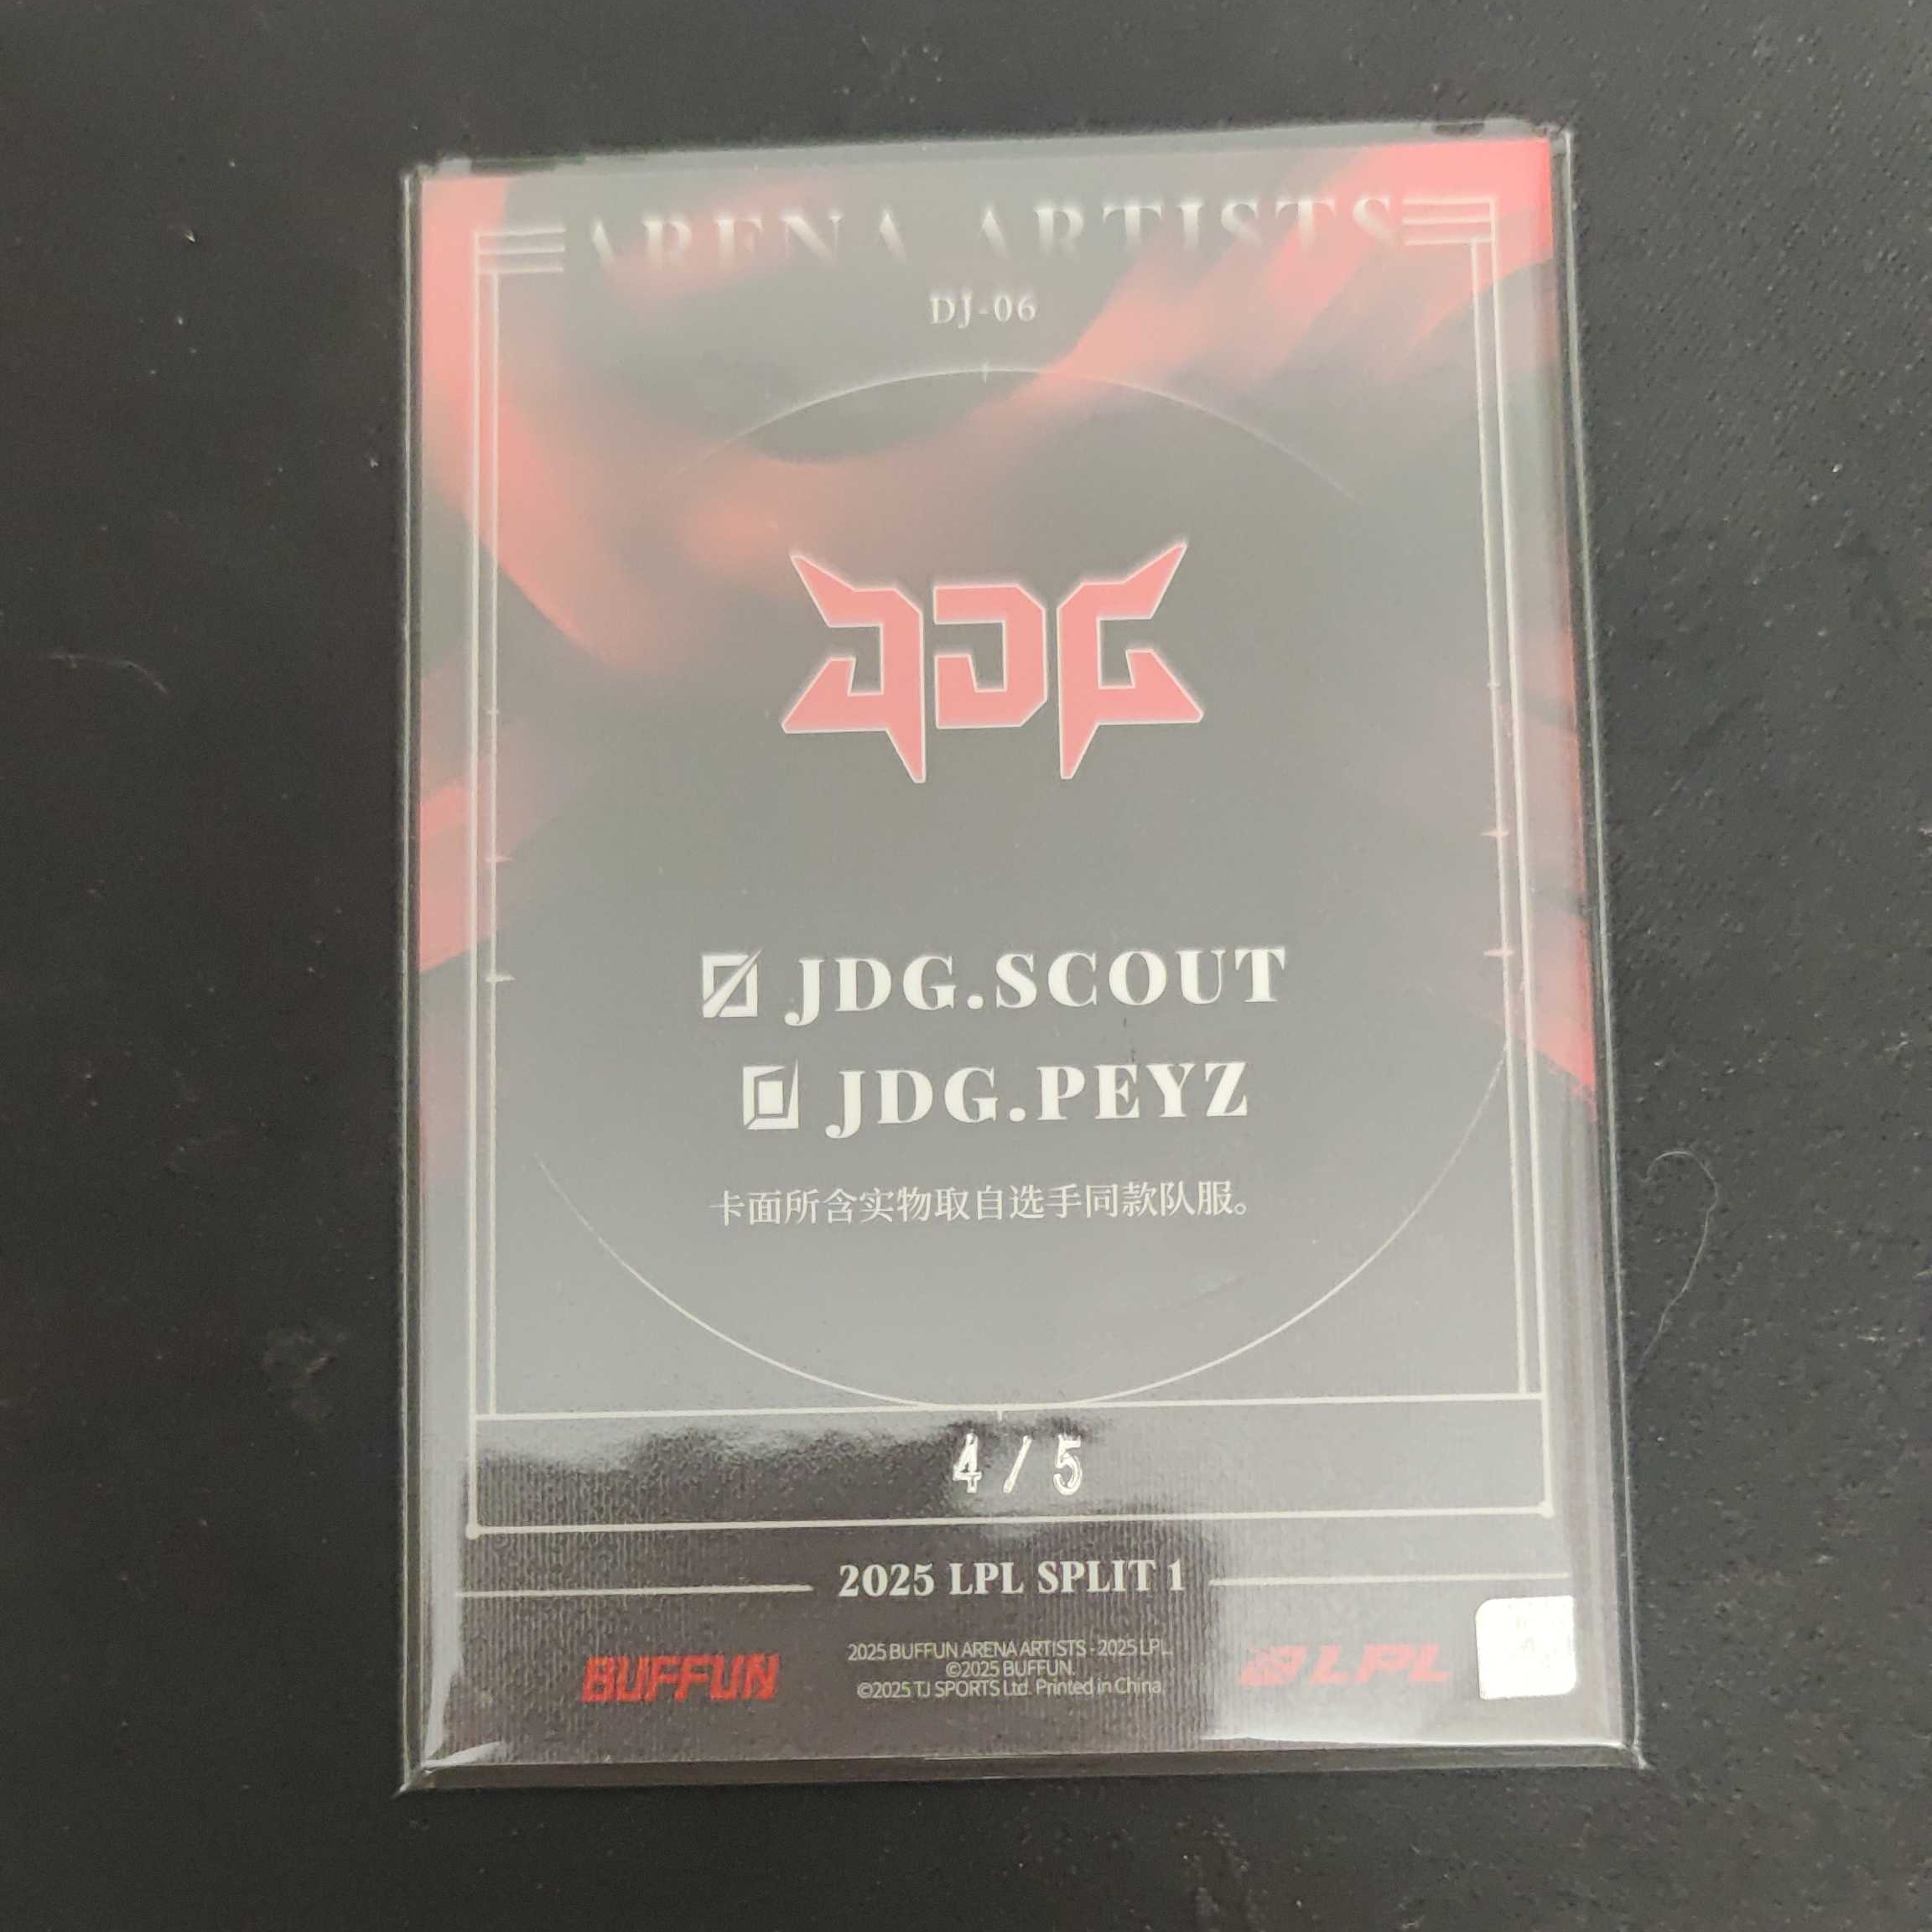 ARENA ARTISTS
DJ-06
JDG
JDG.SCOUT
JDG.PEYZ
卡面所含实物取自选手同款队服。
4/5
2025 LPL SPLIT 1
BUFFUN
2025 BUFFUN ARENA ARTISTS - 2025 LPL.
©2025 BUFFUN.
©2025 TJ SPORTS Ltd. Printed in China.
LPL